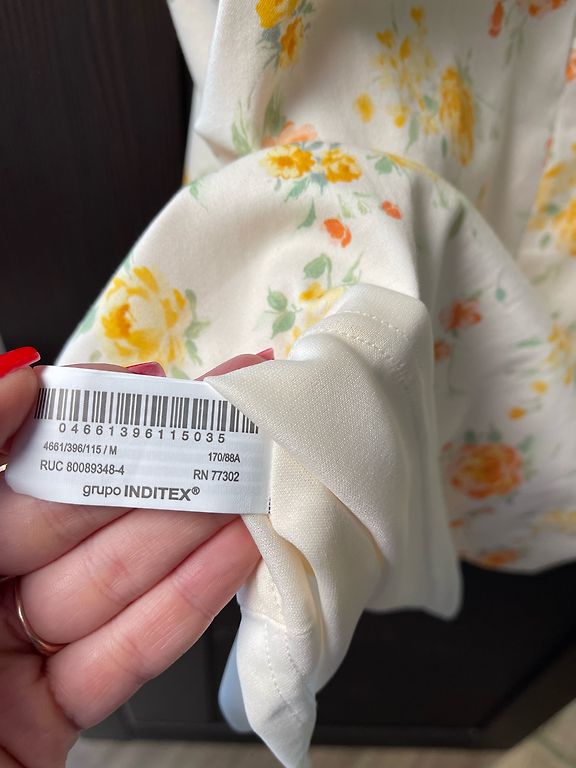 04661396115035
4661/396/115 / M
170/88A
RUC 80089348-4
RN 77302
grupo INDITEX®